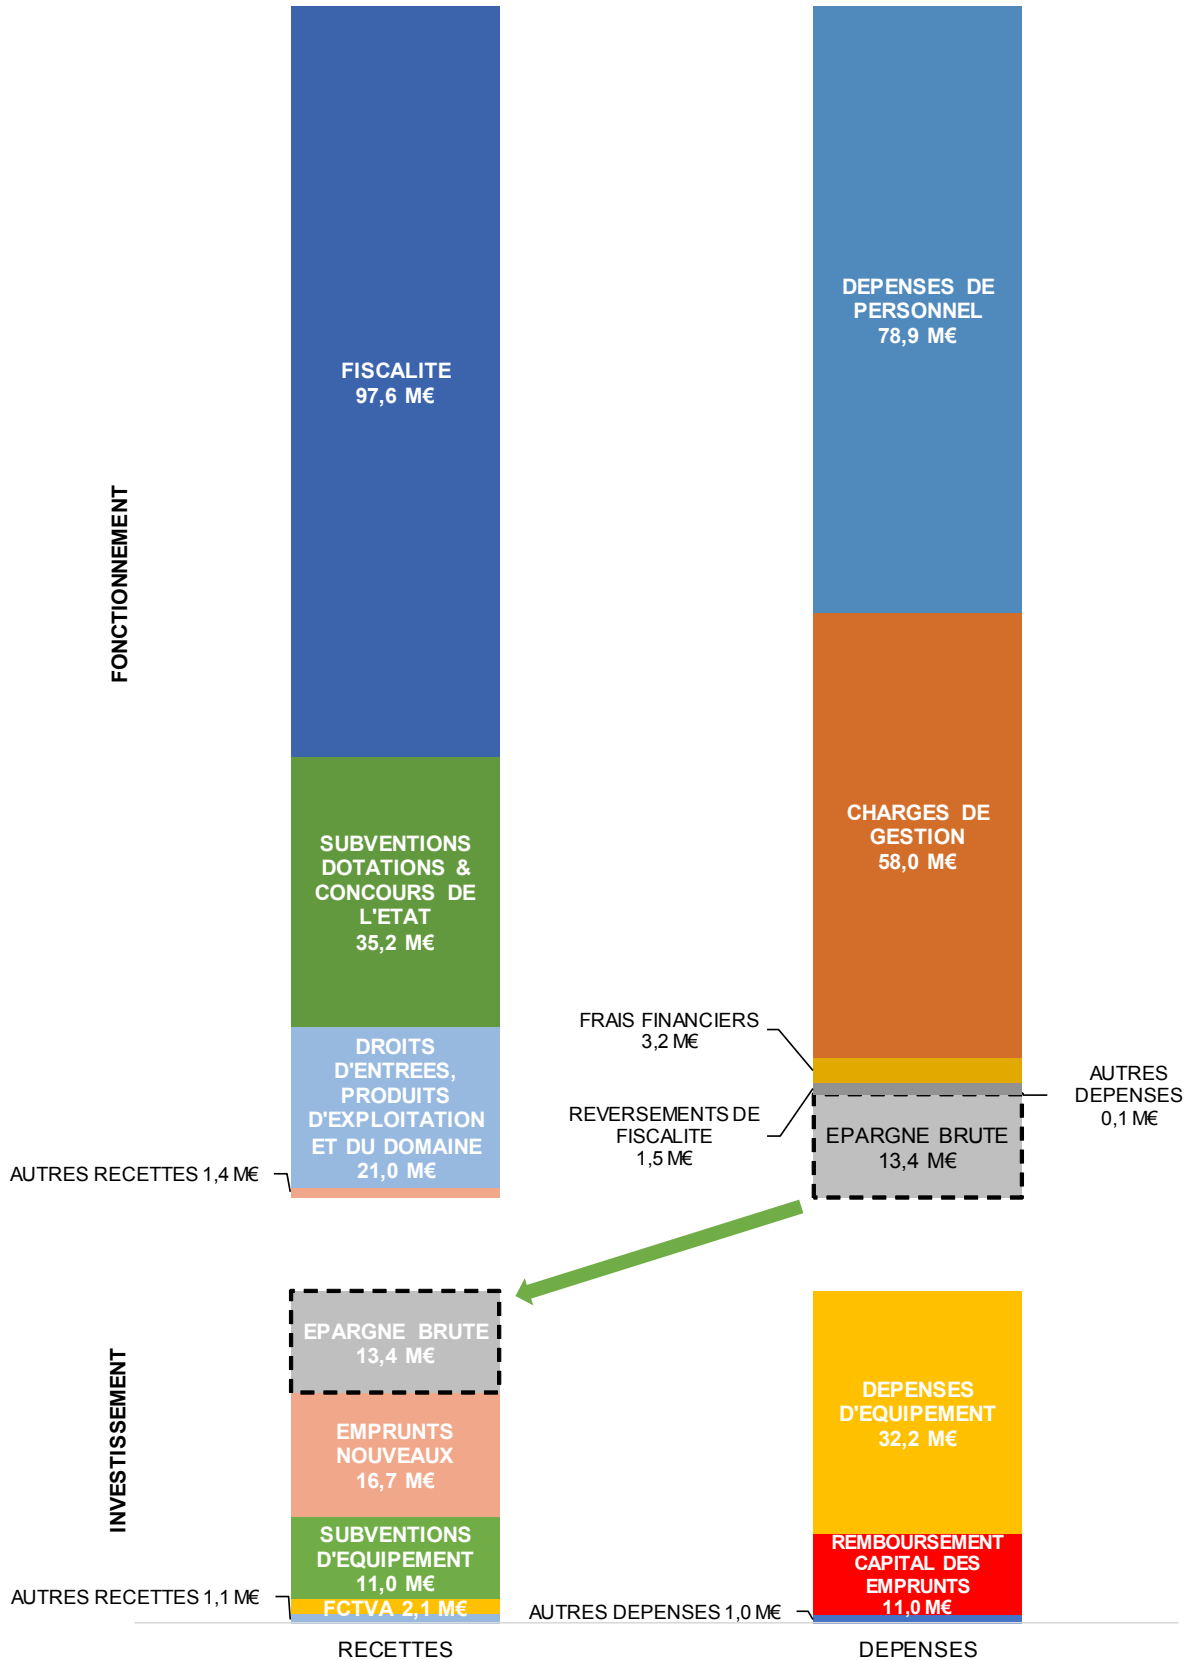 FONCTIONNEMENT
FISCALITE
97,6 M€
SUBVENTIONS
DOTATIONS &
CONCOURS DE
L'ETAT
35,2 M€
DROITS
D'ENTREES,
PRODUITS
D'EXPLOITATION
ET DU DOMAINE
21,0 M€
AUTRES RECETTES 1,4 M€
DEPENSES DE
PERSONNEL
78,9 M€
CHARGES DE
GESTION
58,0 M€
FRAIS FINANCIERS
3,2 M€
REVERSEMENTS DE
FISCALITE
1,5 M€
AUTRES
DEPENSES
0,1 M€
EPARGNE BRUTE
13,4 M€
INVESTISSEMENT
EPARGNE BRUTE
13,4 M€
EMPRUNTS
NOUVEAUX
16,7 M€
SUBVENTIONS
D'EQUIPEMENT
11,0 M€
FCTVA 2,1 M€
AUTRES RECETTES 1,1 M€
DEPENSES
D'EQUIPEMENT
32,2 M€
REMBOURSEMENT
CAPITAL DES
EMPRUNTS
11,0 M€
AUTRES DEPENSES 1,0 M€
RECETTES
DEPENSES